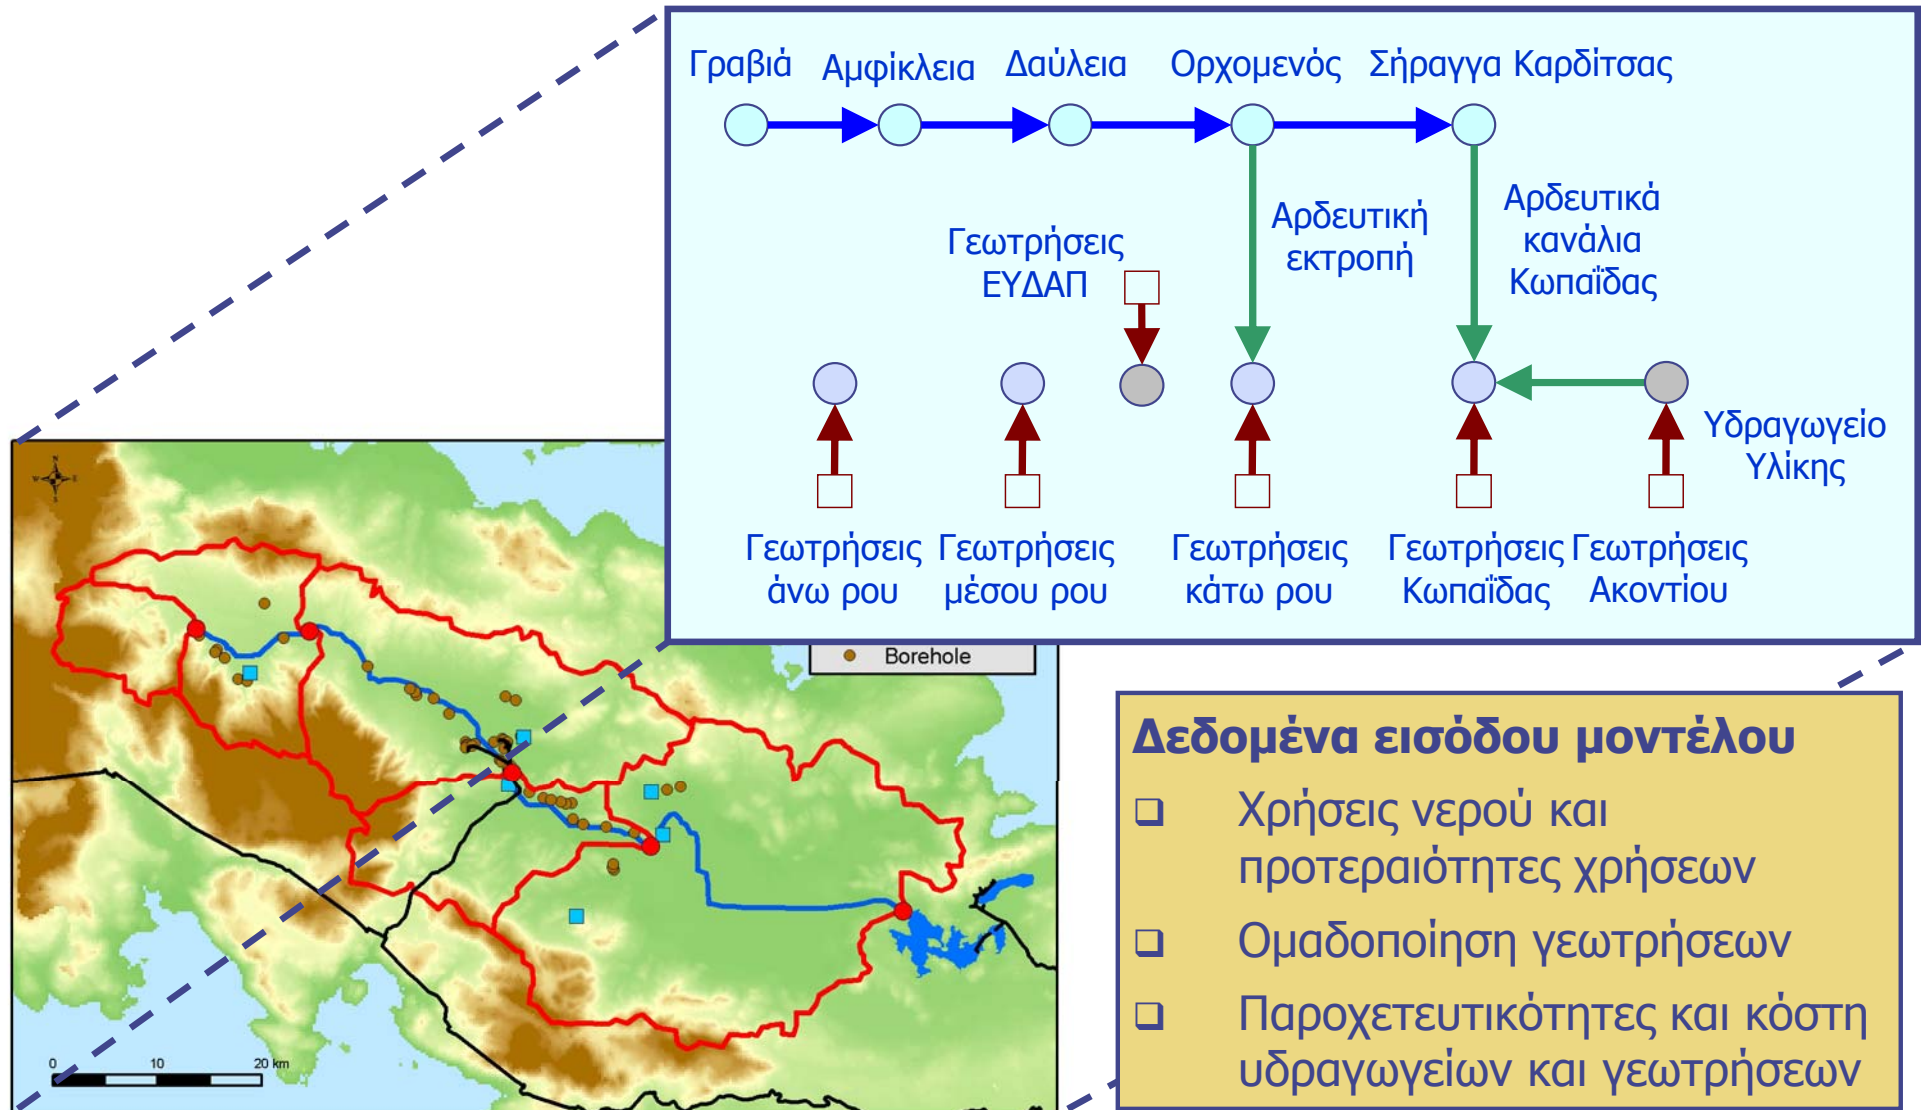 Γραβιά Αμφίκλεια Δαύλεια Ορχομενός Σήραγγα Καρδίτσας
Γεωτρήσεις
ΕΥΔΑΠ
Αρδευτική
εκτροπή
Αρδευτικά
κανάλια
Κωπαΐδας
Υδραγωγείο
Υλίκης
Γεωτρήσεις
άνω ρου
Γεωτρήσεις
μέσου ρου
Γεωτρήσεις
κάτω ρου
Γεωτρήσεις
Κωπαΐδας
Γεωτρήσεις
Ακοντίου
N
W E
S
Borehole
0 10 20 km
Δεδομένα εισόδου μοντέλου
Χρήσεις νερού και
προτεραιότητες χρήσεων
Ομαδοποίηση γεωτρήσεων
Παροχετευτικότητες και κόστη
υδραγωγείων και γεωτρήσεων